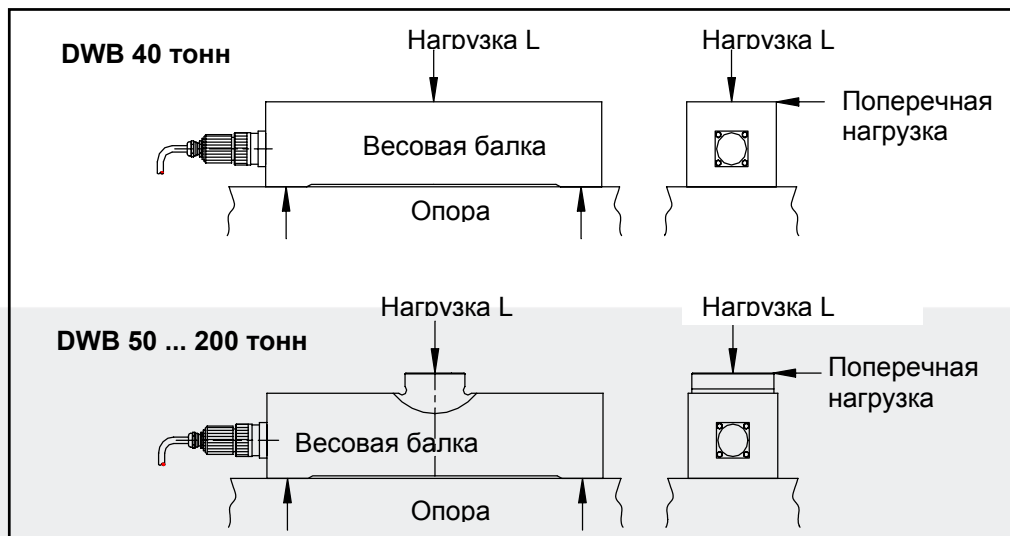 DWB 40 тонн
Нагрузка L
Нагрузка L
Поперечная
нагрузка
Весовая балка
Опора
DWB 50 ... 200 тонн
Нагрузка L
Нагрузка L
Поперечная
нагрузка
Весовая балка
Опора